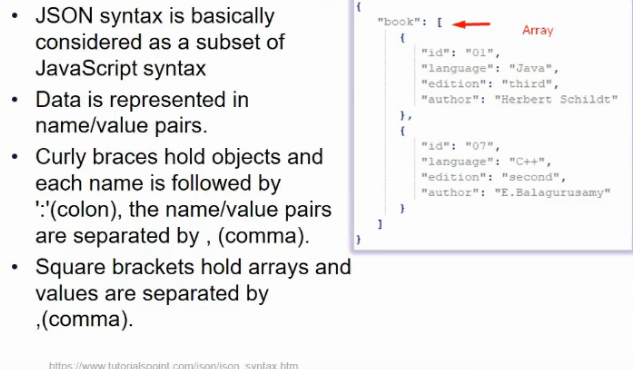 • JSON syntax is basically
considered as a subset of
JavaScript syntax
• Data is represented in
name/value pairs.
• Curly braces hold objects and
each name is followed by
':'(colon), the name/value pairs
are separated by , (comma).
• Square brackets hold arrays and
values are separated by
,(comma).
{
"book": [
Array
{
"id": "01",
"language": "Java",
"edition": "third",
"author": "Herbert Schildt"
},
{
"id": "07",
"language": "C++",
"edition": "second",
"author": "E.Balagurusamy"
}
]
}
https://www.tutorialspoint.com/json/json_syntax.htm